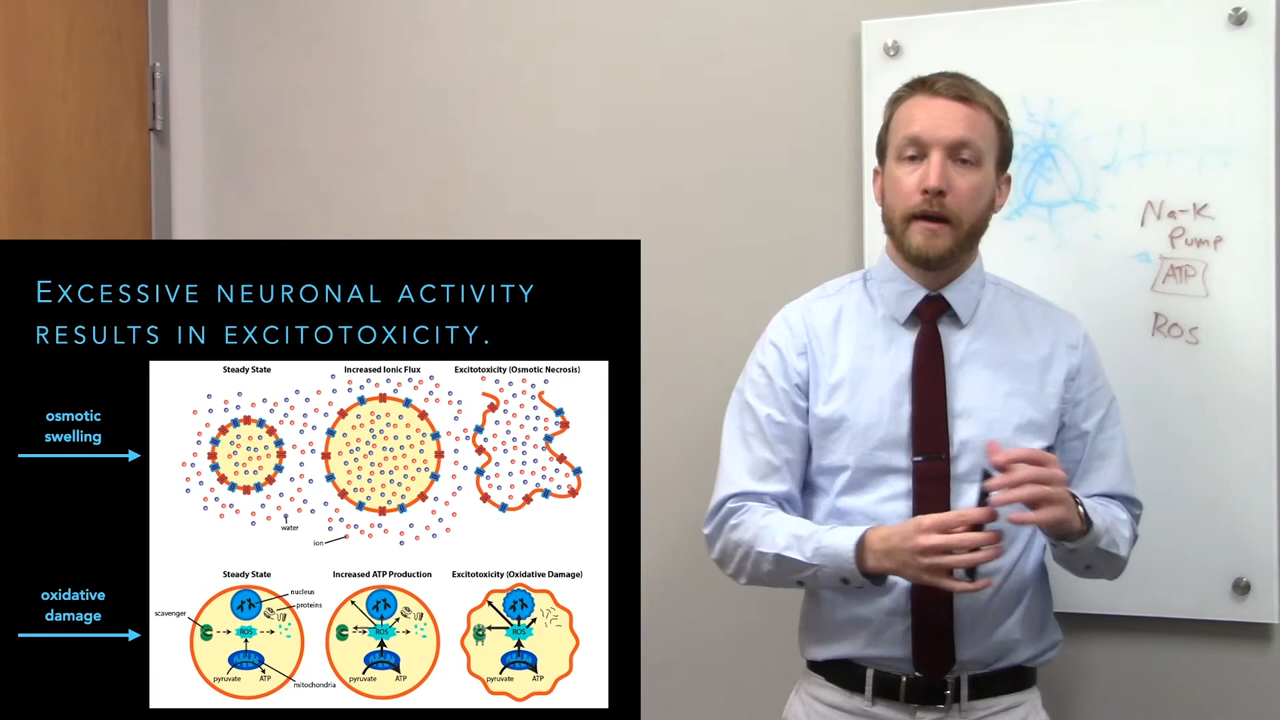 EXCESSIVE NEURONAL ACTIVITY
RESULTS IN EXCITOTOXICITY.
osmotic
swelling
Steady State
Increased Ionic Flux
Excitotoxicity (Osmotic Necrosis)
water
ion
oxidative
damage
Steady State
Increased ATP Production
Excitotoxicity (Oxidative Damage)
nucleus
proteins
scavenger
ROS
ROS
ROS
pyruvate
ATP
mitochondria
pyruvate
ATP
pyruvate
ATP
Na-K
Pump
ATP
ROS